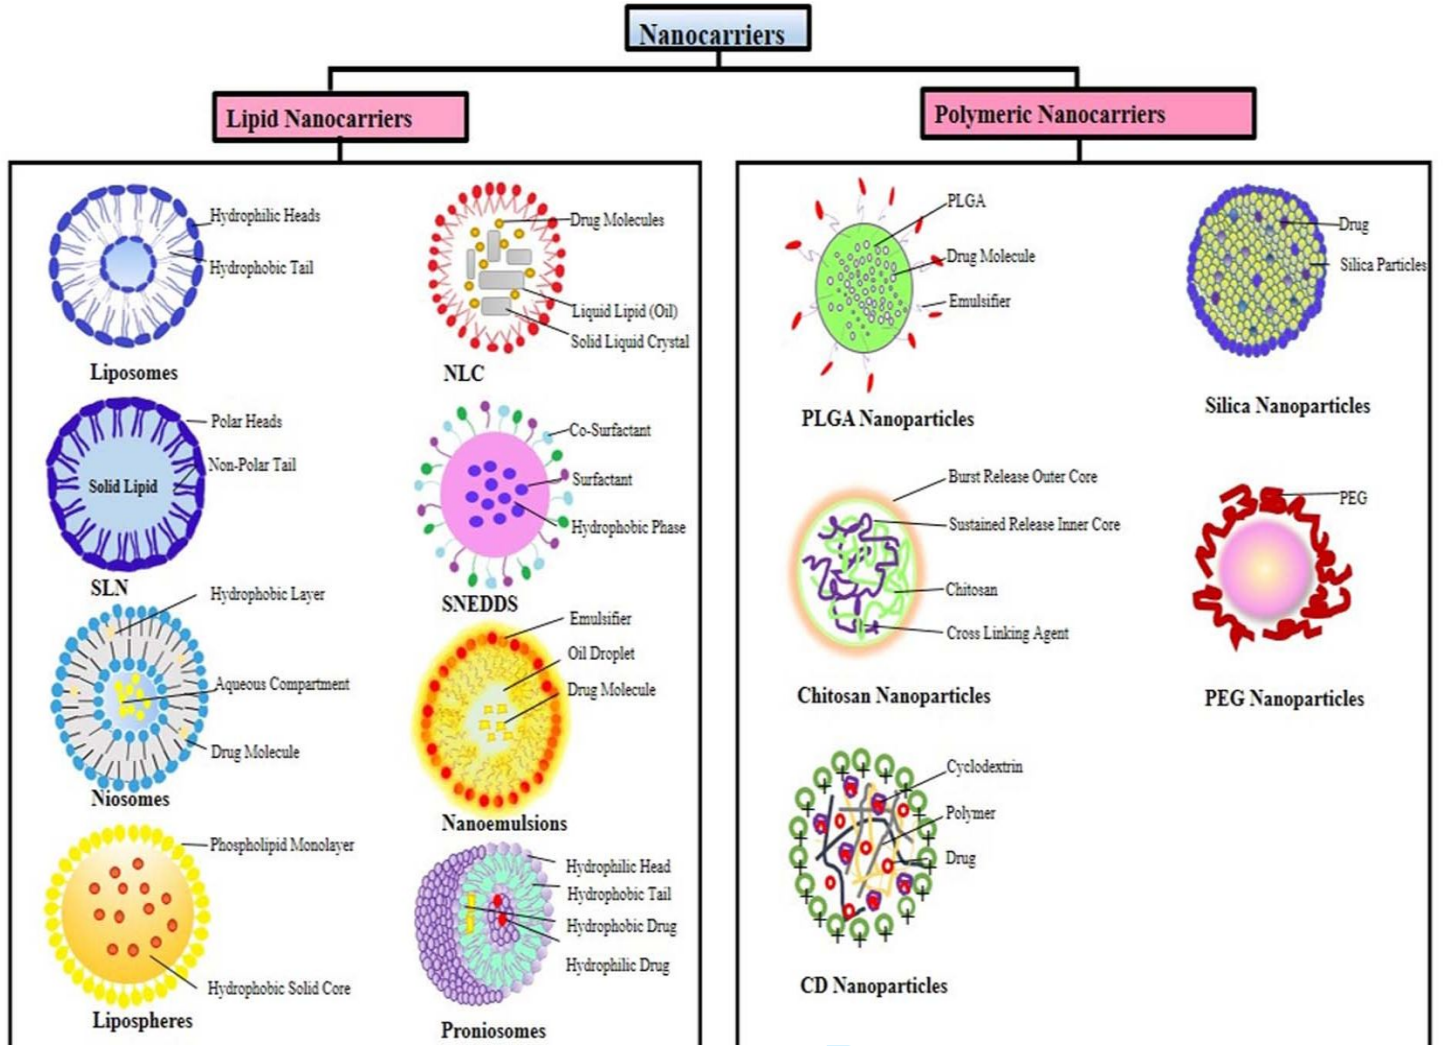 Nanocarriers
Lipid Nanocarriers
Hydrophilic Heads
Hydrophobic Tail
Liposomes
Drug Molecules
Liquid Lipid (Oil)
Solid Liquid Crystal
NLC
Polar Heads
Non-Polar Tail
Solid Lipid
SLN
Co-Surfactant
Surfactant
Hydrophobic Phase
SNEDDS
Hydrophobic Layer
Aqueous Compartment
Drug Molecule
Niosomes
Emulsifier
Oil Droplet
Drug Molecule
Nanoemulsions
Phospholipid Monolayer
Hydrophobic Solid Core
Lipospheres
Hydrophilic Head
Hydrophobic Tail
Hydrophobic Drug
Hydrophilic Drug
Proniosomes
Polymeric Nanocarriers
PLGA
Drug Molecule
Emulsifier
PLGA Nanoparticles
Drug
Silica Particles
Silica Nanoparticles
Burst Release Outer Core
Sustained Release Inner Core
Chitosan
Cross Linking Agent
Chitosan Nanoparticles
PEG
PEG Nanoparticles
Cyclodextrin
Polymer
Drug
CD Nanoparticles